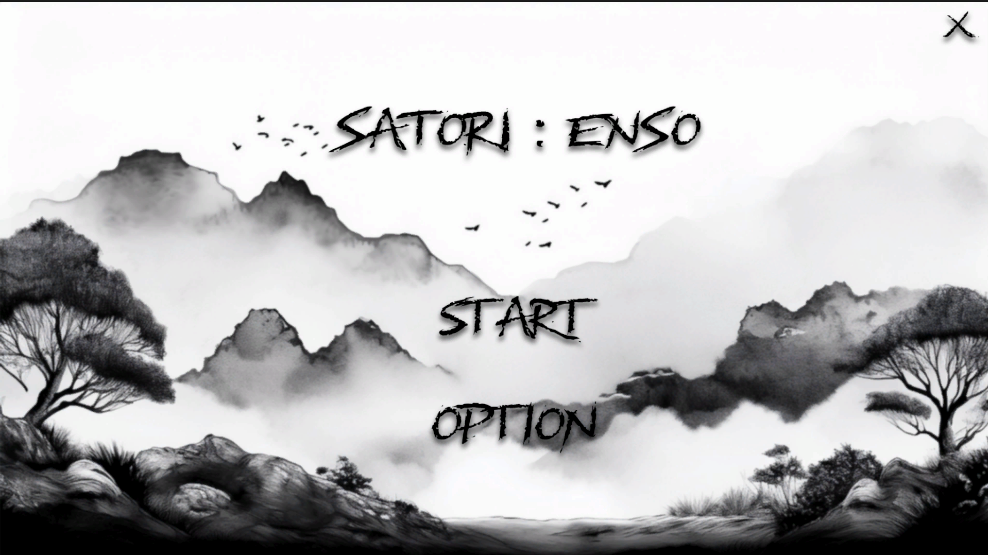 X
SATORI : ENSO
START
OPTION